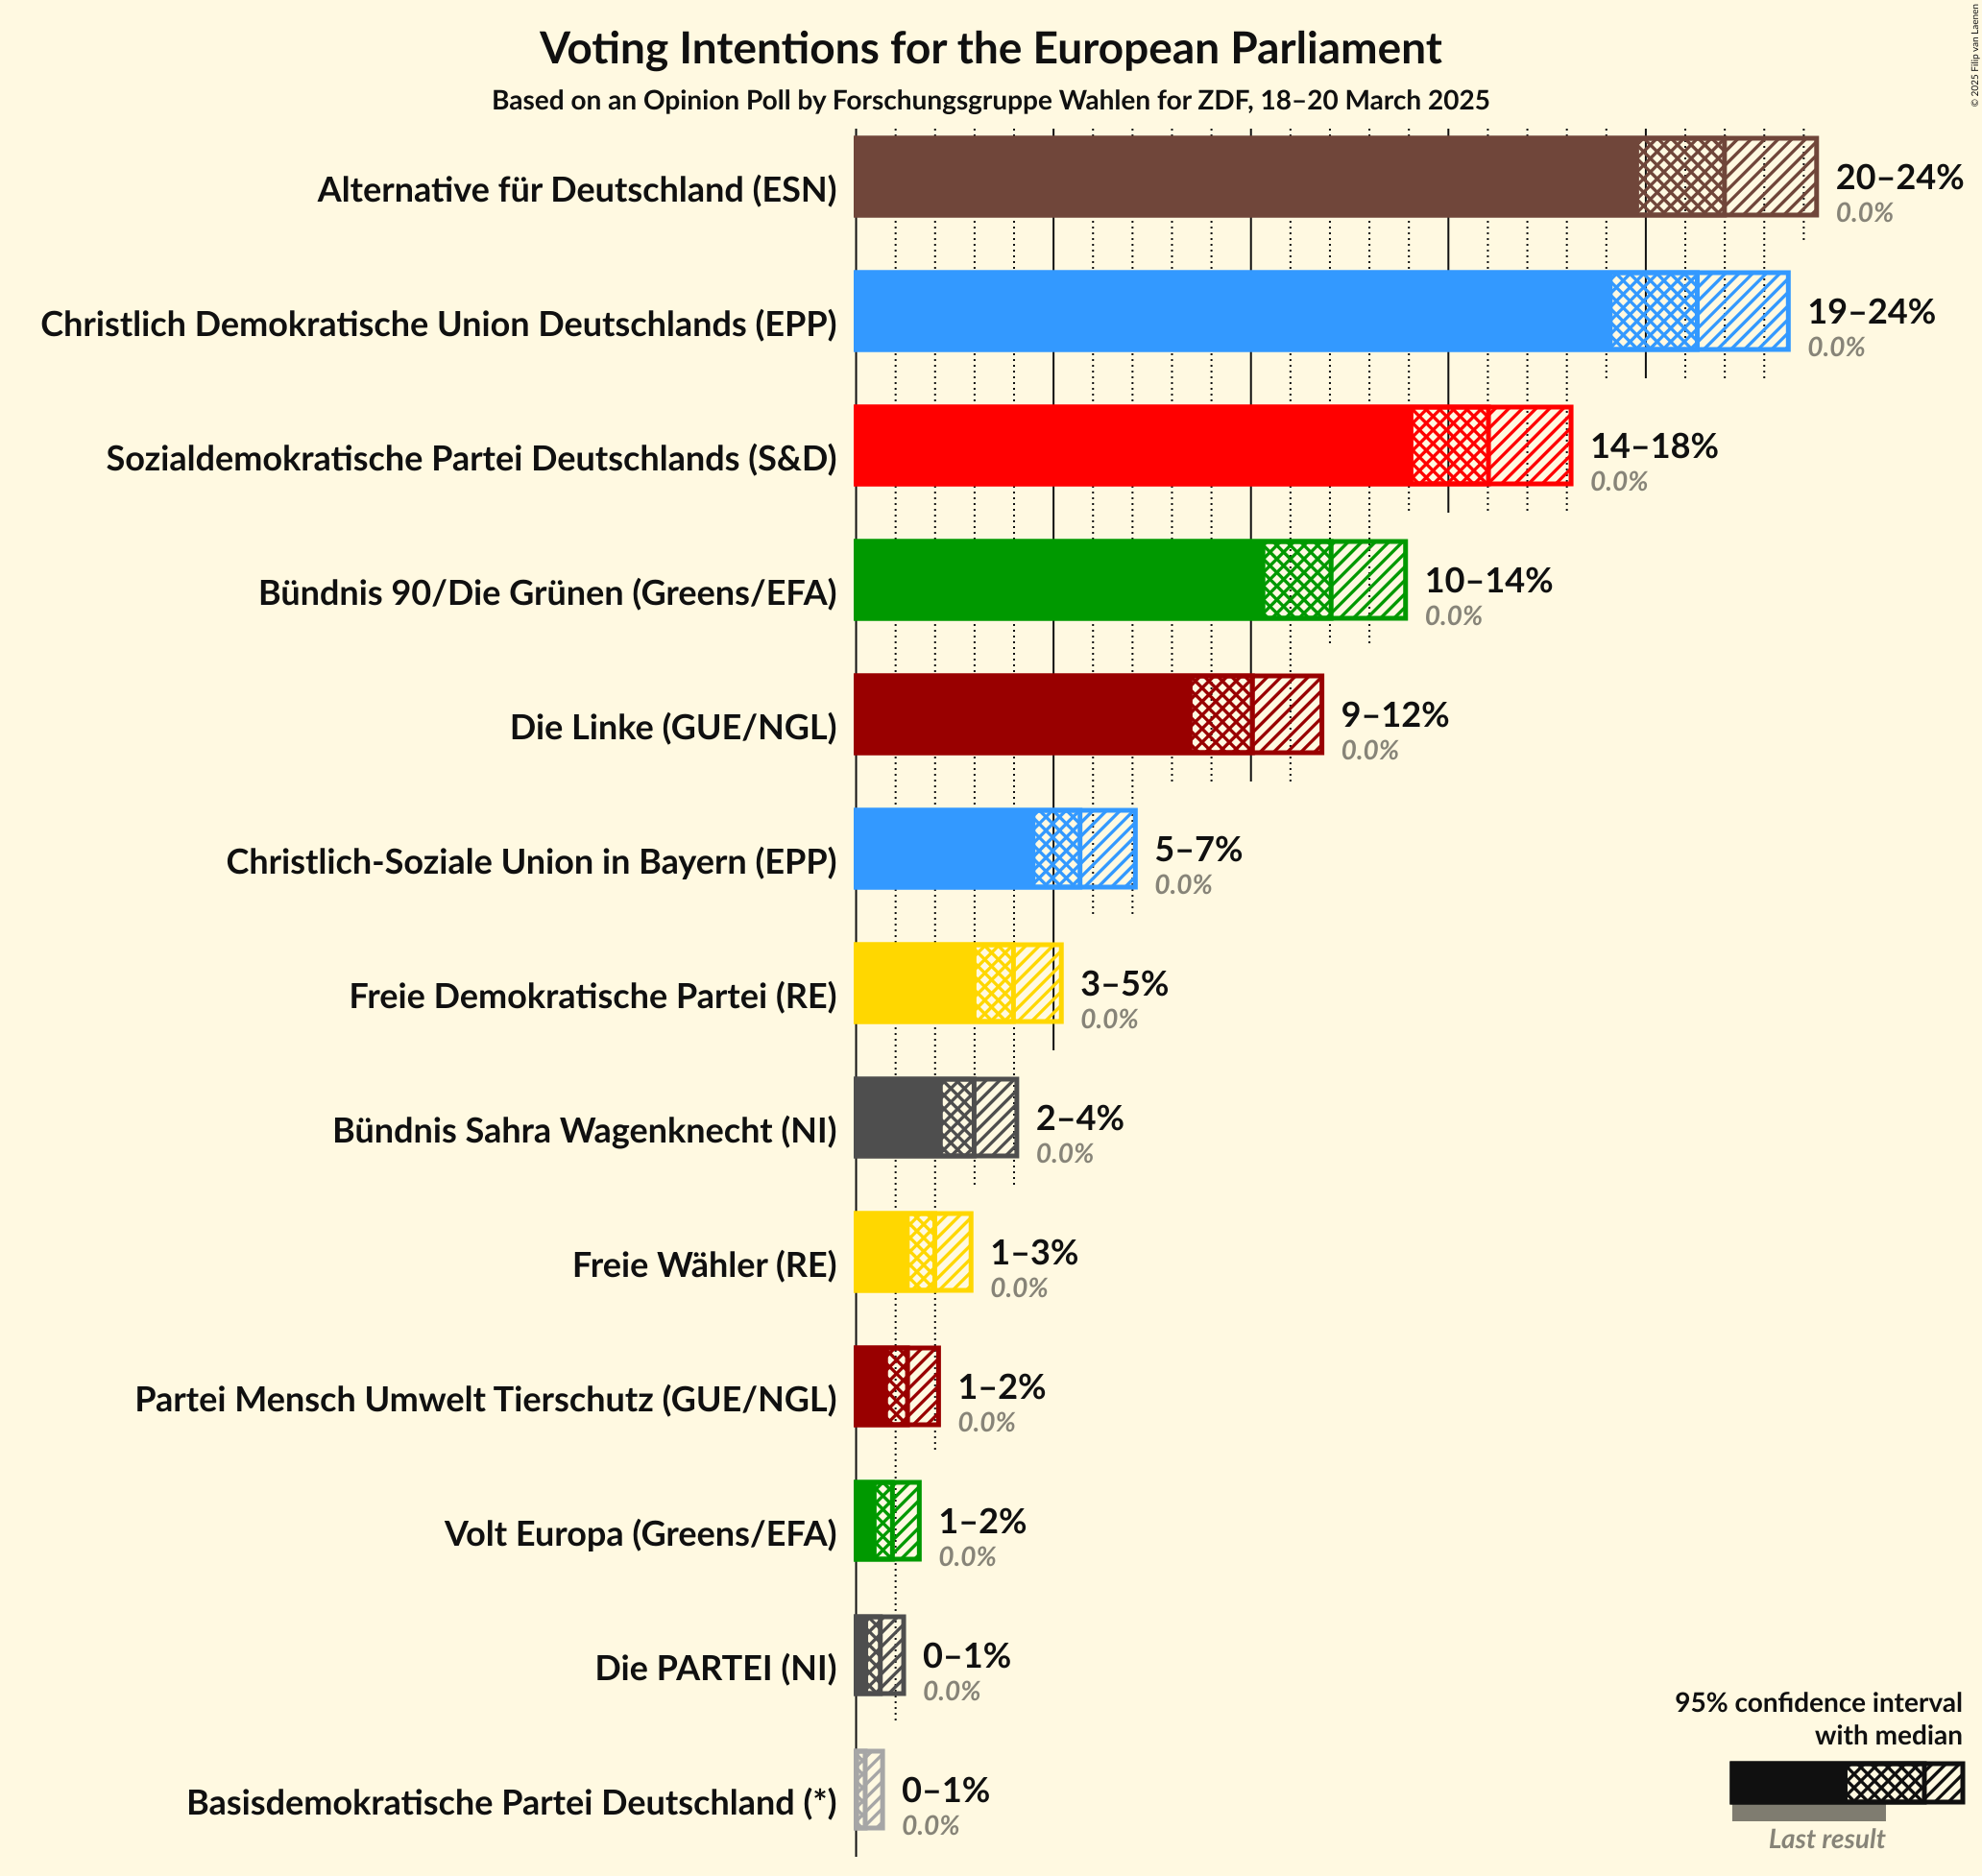 Voting Intentions for the European Parliament
Based on an Opinion Poll by Forschungsgruppe Wahlen for ZDF, 18–20 March 2025
© 2025 Filip van Laenen
Alternative für Deutschland (ESN)
20–24%
0.0%
Christlich Demokratische Union Deutschlands (EPP)
19–24%
0.0%
Sozialdemokratische Partei Deutschlands (S&D)
14–18%
0.0%
Bündnis 90/Die Grünen (Greens/EFA)
10–14%
0.0%
Die Linke (GUE/NGL)
9–12%
0.0%
Christlich-Soziale Union in Bayern (EPP)
5–7%
0.0%
Freie Demokratische Partei (RE)
3–5%
0.0%
Bündnis Sahra Wagenknecht (NI)
2–4%
0.0%
Freie Wähler (RE)
1–3%
0.0%
Partei Mensch Umwelt Tierschutz (GUE/NGL)
1–2%
0.0%
Volt Europa (Greens/EFA)
1–2%
0.0%
Die PARTEI (NI)
0–1%
0.0%
Basisdemokratische Partei Deutschland (*)
0–1%
0.0%
95% confidence interval
with median
Last result